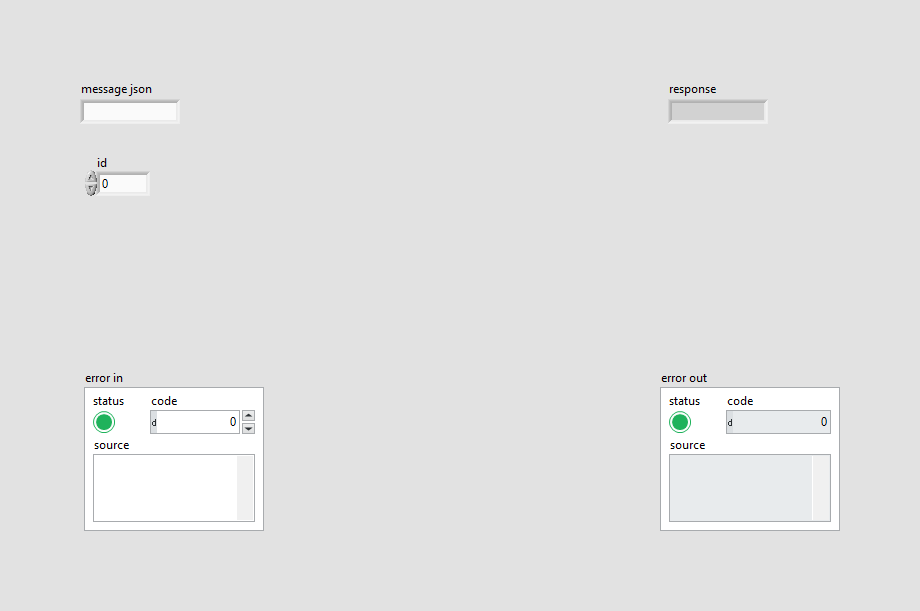 message json
response
id
0
error in
error out
status
code
status
code
d
0
d
0
source
source